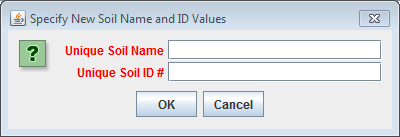 Specify New Soil Name and ID Values
?
Unique Soil Name
Unique Soil ID #
OK Cancel